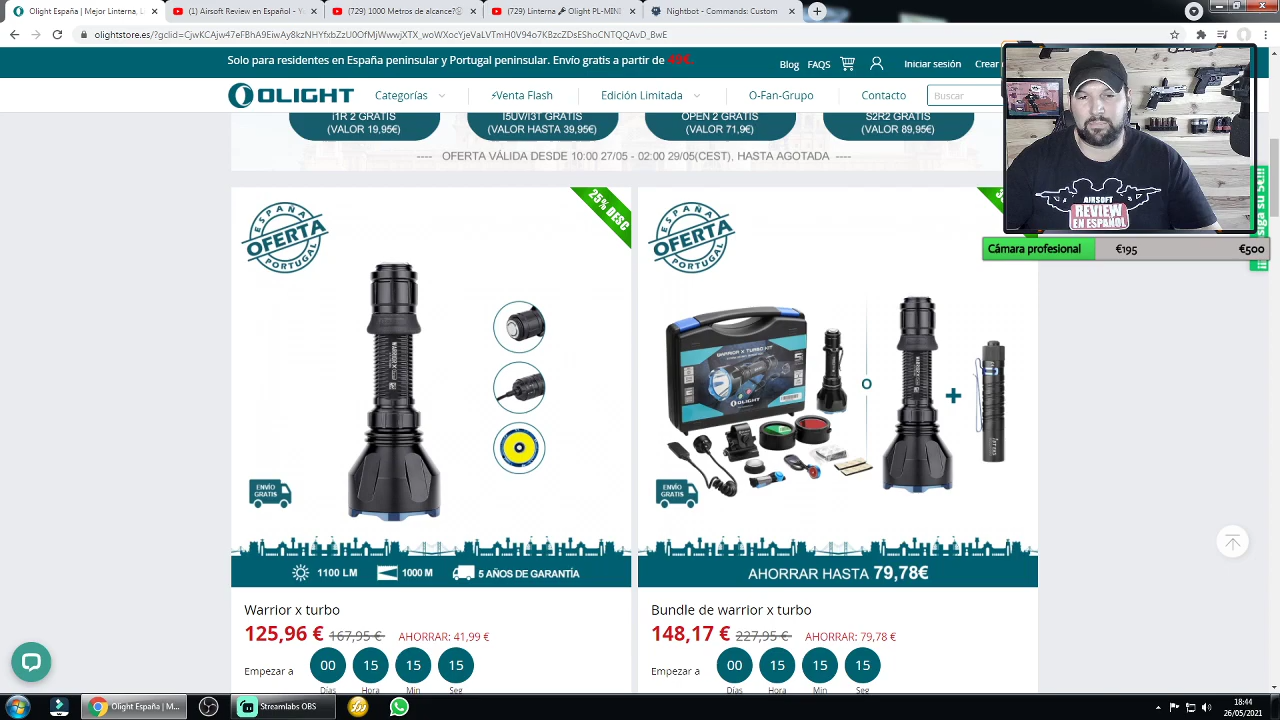 Olight España | Mejor Linterna, Li
(1) Airsoft Review en Español - Yo
(729) 1000 Metros de alcance?
(729) Linterna
Olight PL-MINI
Nightbot - Commands: Custom
Solo para residentes en España peninsular y Portugal peninsular. Envío gratis a partir de 49€.
Blog
FAQS
Iniciar sesión
OLIGHT
Categorías
⚡Venta Flash
Edición Limitada
O-Fan-Grupo
Contacto
Buscar
I1R 2 GRATIS
(VALOR 19,95€)
I5UV/I3T GRATIS
(VALOR HASTA 39,95€)
OPEN 2 GRATIS
(VALOR 71,9€)
S2R2 GRATIS
(VALOR 89,95€)
---- OFERTA VÁLIDA DESDE 10:00 27/05 - 02:00 29/05(CEST), HASTA AGOTADA ----
AIRSOFT
REVIEW
EN ESPAÑOL
Cámara profesional
€195
€500
siga su
ESPAÑA
OFERTA
PORTUGAL
25% DESC
ENVÍO
GRATIS
1100 LM
1000 M
5 AÑOS DE GARANTÍA
Warrior x turbo
125,96 €
167,95 €
AHORRAR: 41,99 €
Empezar a
00
15
15
15
Días
Hora
Min
Seg
ESPAÑA
OFERTA
PORTUGAL
WARRIOR X TURBO KIT
OLIGHT
O
+
ENVÍO
GRATIS
AHORRAR HASTA 79,78€
Bundle de warrior x turbo
148,17 €
227,95 €
AHORRAR: 79,78 €
Empezar a
00
15
15
15
Días
Hora
Min
Seg
Olight España | M...
Streamlabs OBS
18:44
26/05/2021